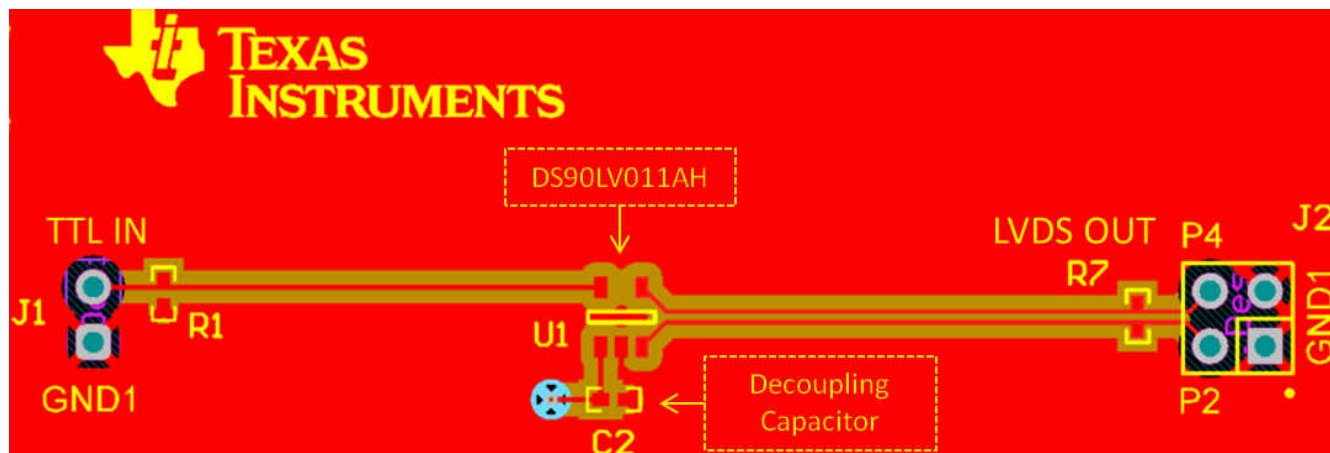 TEXAS
INSTRUMENTS
DS90LV011AH
TTL IN
LVDS OUT
P4
J2
R7
J1
R1
U1
GND1
GND1
Decoupling
Capacitor
P2
C2